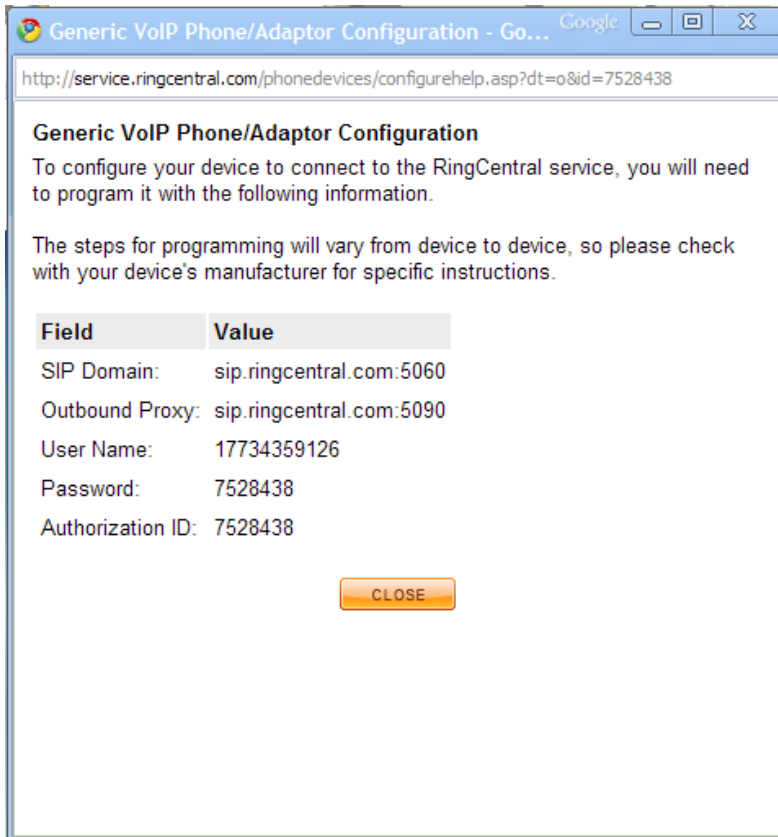 Generic VoIP Phone/Adaptor Configuration - Go...
Google
http://service.ringcentral.com/phonedevices/configurehelp.asp?dt=o&id=7528438
Generic VoIP Phone/Adaptor Configuration
To configure your device to connect to the RingCentral service, you will need
to program it with the following information.
The steps for programming will vary from device to device, so please check
with your device's manufacturer for specific instructions.
Field Value
SIP Domain: sip.ringcentral.com:5060
Outbound Proxy: sip.ringcentral.com:5090
User Name: 17734359126
Password: 7528438
Authorization ID: 7528438
CLOSE